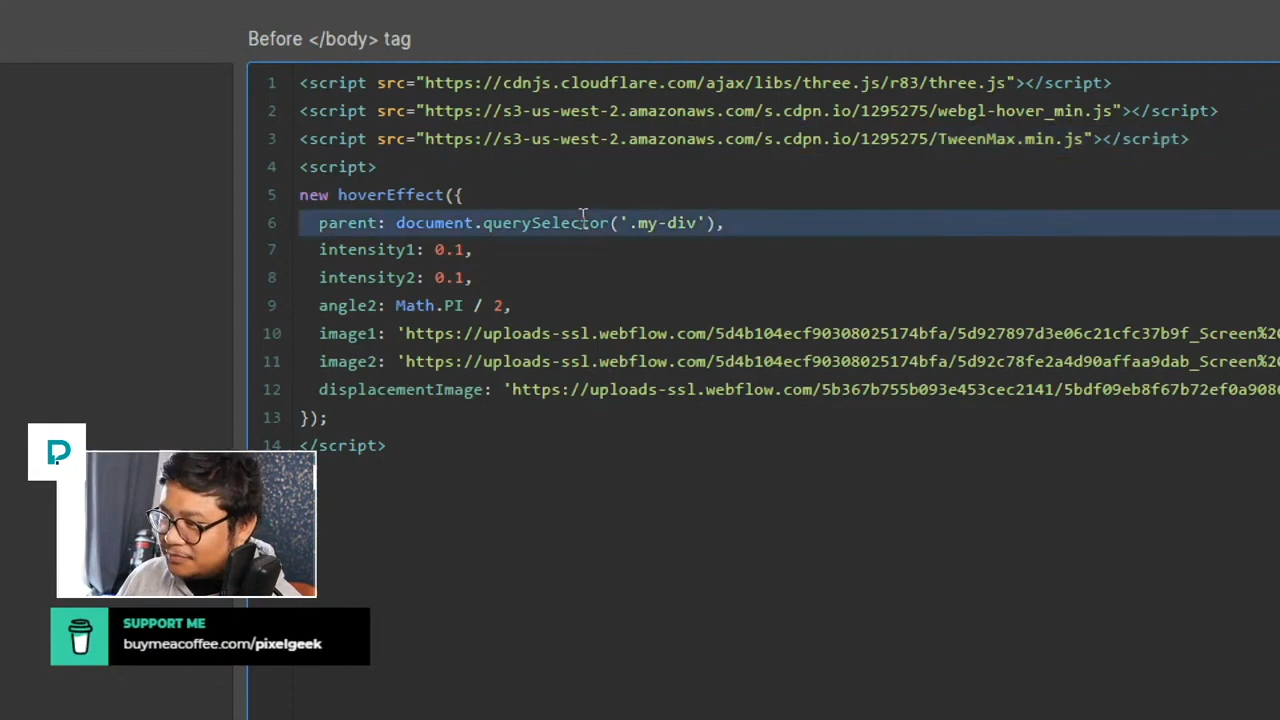 Before </body> tag
1 <script src="https://cdnjs.cloudflare.com/ajax/libs/three.js/r83/three.js"></script>
2 <script src="https://s3-us-west-2.amazonaws.com/s.cdpn.io/1295275/webgl-hover_min.js"></script>
3 <script src="https://s3-us-west-2.amazonaws.com/s.cdpn.io/1295275/TweenMax.min.js"></script>
4 <script>
5 new hoverEffect({
6 parent: document.querySelector('.my-div'),
7 intensity1: 0.1,
8 intensity2: 0.1,
9 angle2: Math.PI / 2,
10 image1: 'https://uploads-ssl.webflow.com/5d4b104ecf90308025174bfa/5d927897d3e06c21cfc37b9f_Screen%20
11 image2: 'https://uploads-ssl.webflow.com/5d4b104ecf90308025174bfa/5d92c78fe2a4d90affaa9dab_Screen%20
12 displacementImage: 'https://uploads-ssl.webflow.com/5b367b755b093e453cec2141/5bdf09eb8f67b72ef0a908
13 });
14 </script>
SUPPORT ME
buymeacoffee.com/pixelgeek